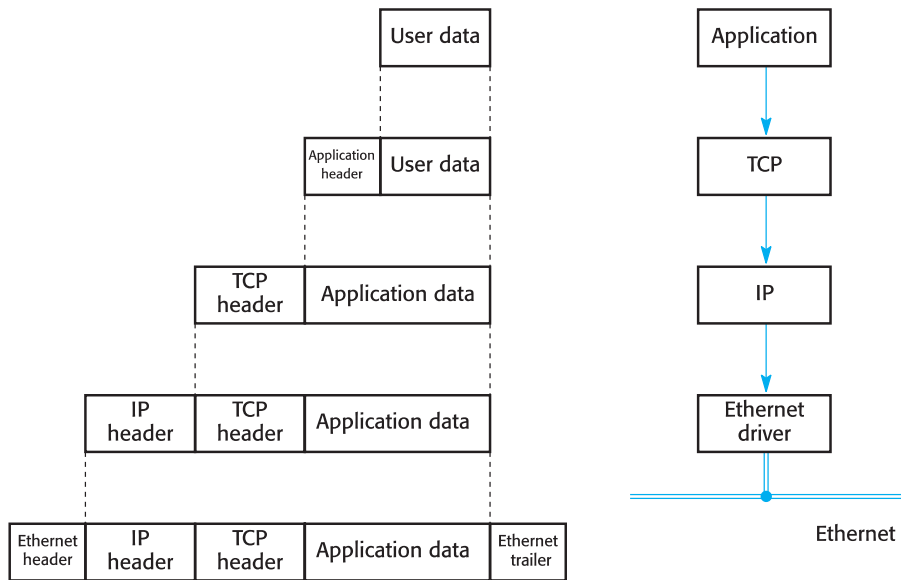 User data
Application
Application
header
User data
TCP
TCP
header
Application data
IP
IP
header
TCP
header
Application data
Ethernet
driver
Ethernet
header
IP
header
TCP
header
Application data
Ethernet
trailer
Ethernet